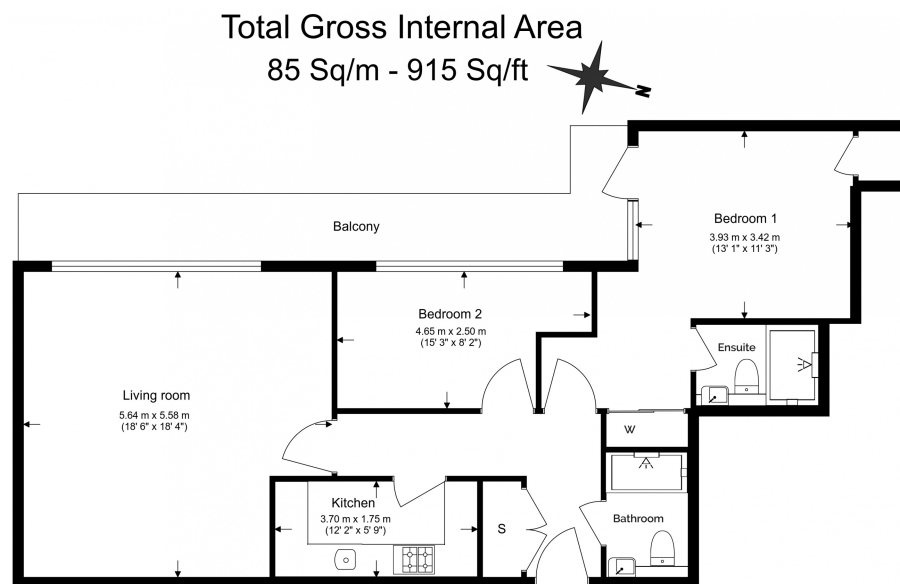 Total Gross Internal Area
85 Sq/m - 915 Sq/ft
N
Balcony
Bedroom 1
3.93 m x 3.42 m
(13' 1" x 11' 3")
Bedroom 2
4.65 m x 2.50 m
(15' 3" x 8' 2")
Ensuite
Living room
5.64 m x 5.58 m
(18' 6" x 18' 4")
W
Kitchen
3.70 m x 1.75 m
(12' 2" x 5' 9")
S
Bathroom